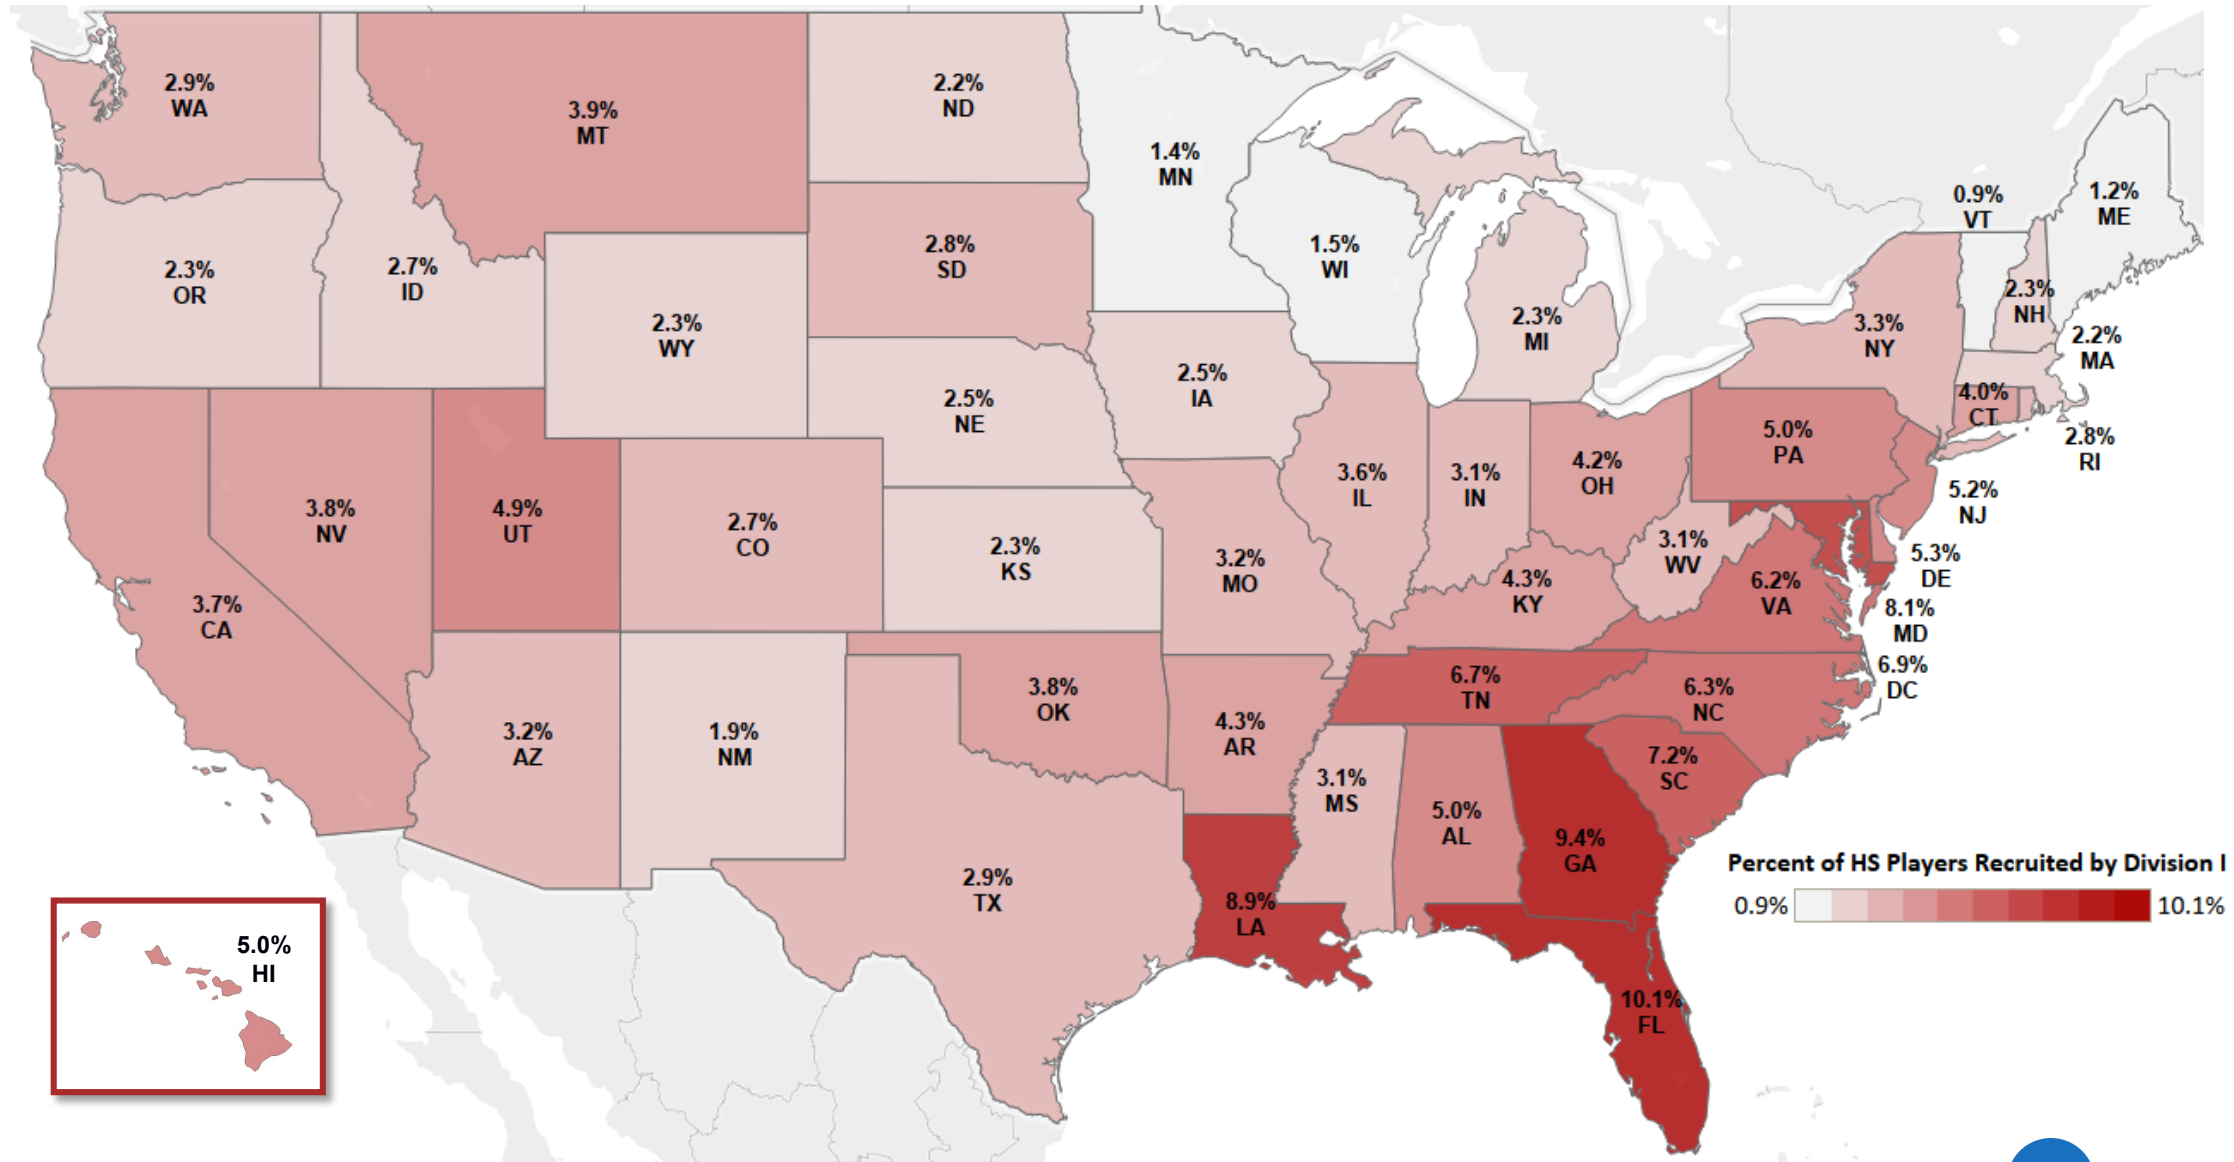 2.9%
WA
3.9%
MT
2.2%
ND
1.4%
MN
0.9%
VT
1.2%
ME
2.3%
OR
2.7%
ID
2.8%
SD
1.5%
WI
2.3%
NH
2.3%
WY
2.3%
MI
3.3%
NY
2.2%
MA
2.5%
NE
2.5%
IA
4.0%
CT
5.0%
PA
2.8%
RI
3.8%
NV
4.9%
UT
2.7%
CO
3.6%
IL
3.1%
IN
4.2%
OH
5.2%
NJ
3.7%
CA
2.3%
KS
3.2%
MO
4.3%
KY
3.1%
WV
6.2%
VA
5.3%
DE
8.1%
MD
6.9%
DC
3.2%
AZ
1.9%
NM
3.8%
OK
4.3%
AR
6.7%
TN
6.3%
NC
3.1%
MS
5.0%
AL
9.4%
GA
7.2%
SC
2.9%
TX
8.9%
LA
10.1%
FL
Percent of HS Players Recruited by Division I
0.9% 10.1%
5.0%
HI